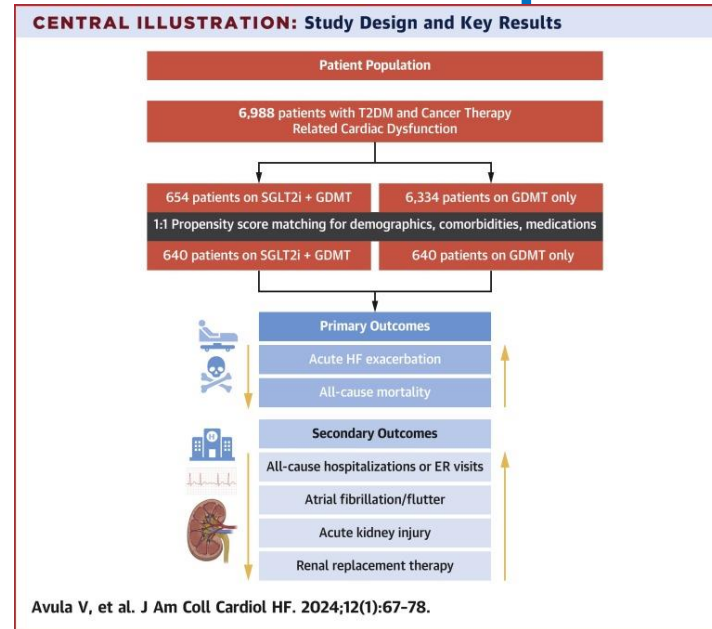 CENTRAL ILLUSTRATION: Study Design and Key Results
Patient Population
6,988 patients with T2DM and Cancer Therapy
Related Cardiac Dysfunction
654 patients on SGLT2i + GDMT
6,334 patients on GDMT only
1:1 Propensity score matching for demographics, comorbidities, medications
640 patients on SGLT2i + GDMT
640 patients on GDMT only
Primary Outcomes
Acute HF exacerbation
All-cause mortality
H
Secondary Outcomes
All-cause hospitalizations or ER visits
Atrial fibrillation/flutter
Acute kidney injury
Renal replacement therapy
Avula V, et al. J Am Coll Cardiol HF. 2024;12(1):67–78.